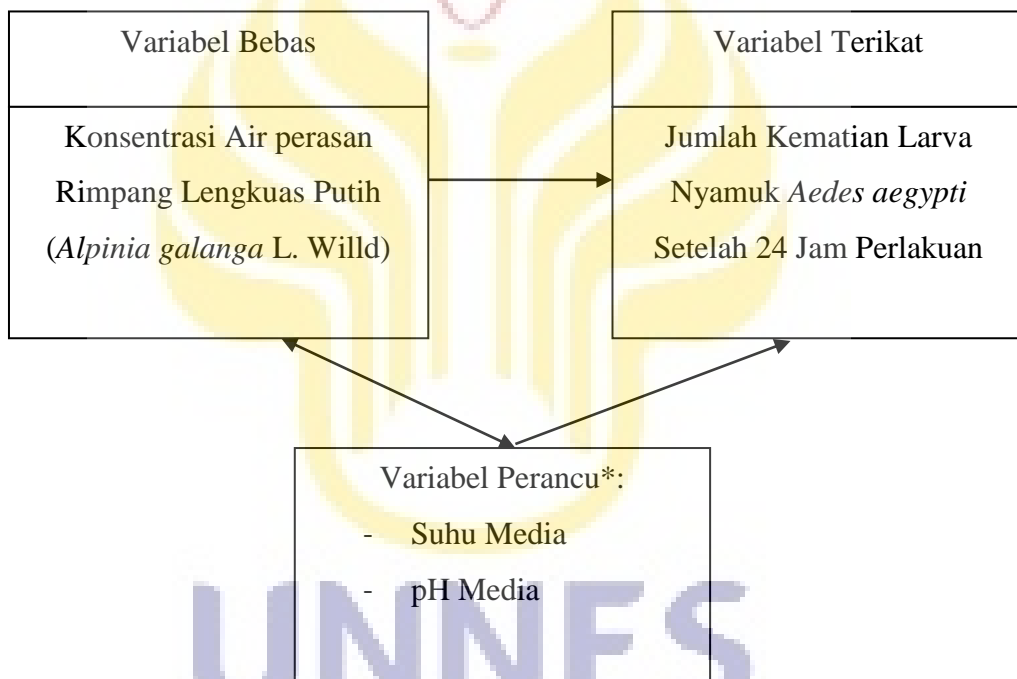 Variabel Bebas
Konsentrasi Air perasan
Rimpang Lengkuas Putih
(Alpinia galanga L. Willd)
Variabel Terikat
Jumlah Kematian Larva
Nyamuk Aedes aegypti
Setelah 24 Jam Perlakuan
Variabel Perancu*:
- Suhu Media
- pH Media
UNNES